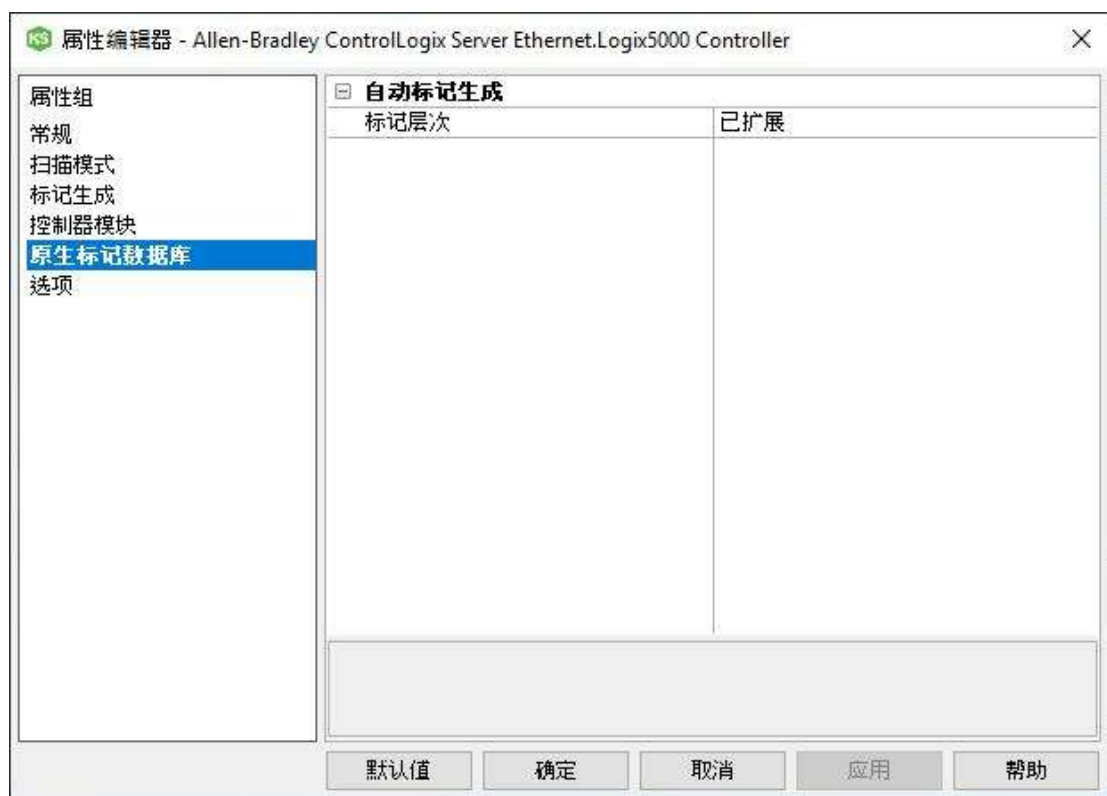 KS 属性编辑器 - Allen-Bradley ControlLogix Server Ethernet.Logix5000 Controller
属性组
常规
扫描模式
标记生成
控制器模块
原生标记数据库
选项
自动标记生成
标记层次 已扩展
默认值 确定 取消 应用 帮助